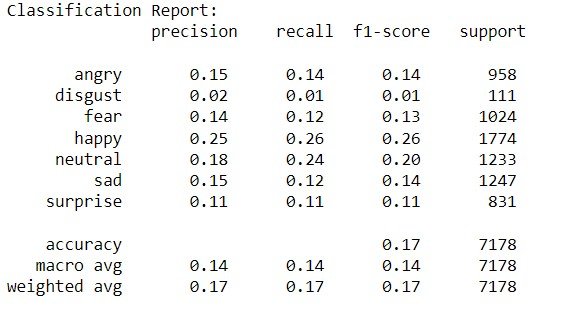 Classification Report:
precision recall f1-score support
angry 0.15 0.14 0.14 958
disgust 0.02 0.01 0.01 111
fear 0.14 0.12 0.13 1024
happy 0.25 0.26 0.26 1774
neutral 0.18 0.24 0.20 1233
sad 0.15 0.12 0.14 1247
surprise 0.11 0.11 0.11 831
accuracy 0.17 7178
macro avg 0.14 0.14 0.14 7178
weighted avg 0.17 0.17 0.17 7178